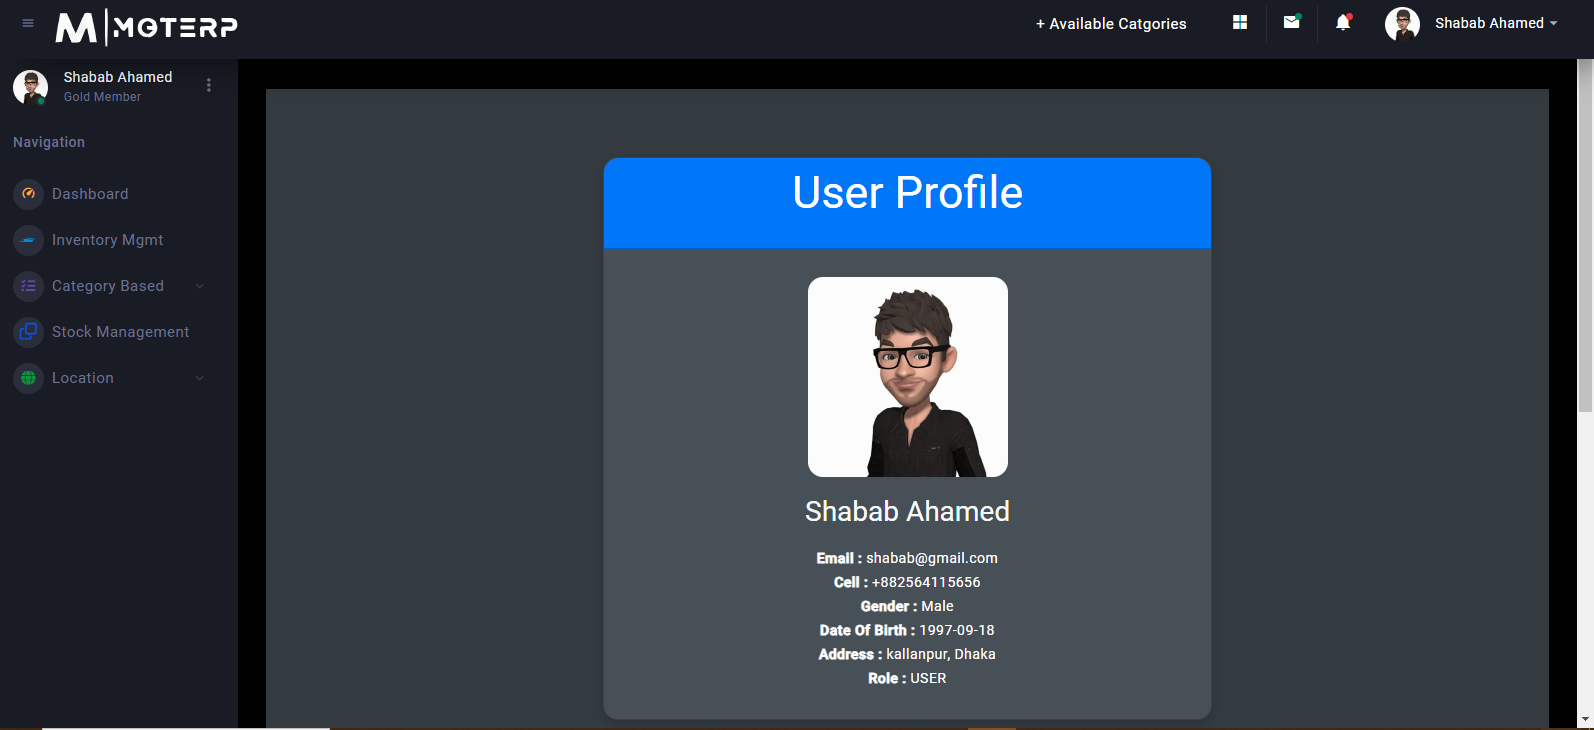 M|MGTERP
+ Available Catgories
Shabab Ahamed
Shabab Ahamed
Gold Member
Navigation
Dashboard
Inventory Mgmt
Category Based
Stock Management
Location
User Profile
Shabab Ahamed
Email : shabab@gmail.com
Cell : +882564115656
Gender : Male
Date Of Birth : 1997-09-18
Address : kallanpur, Dhaka
Role : USER